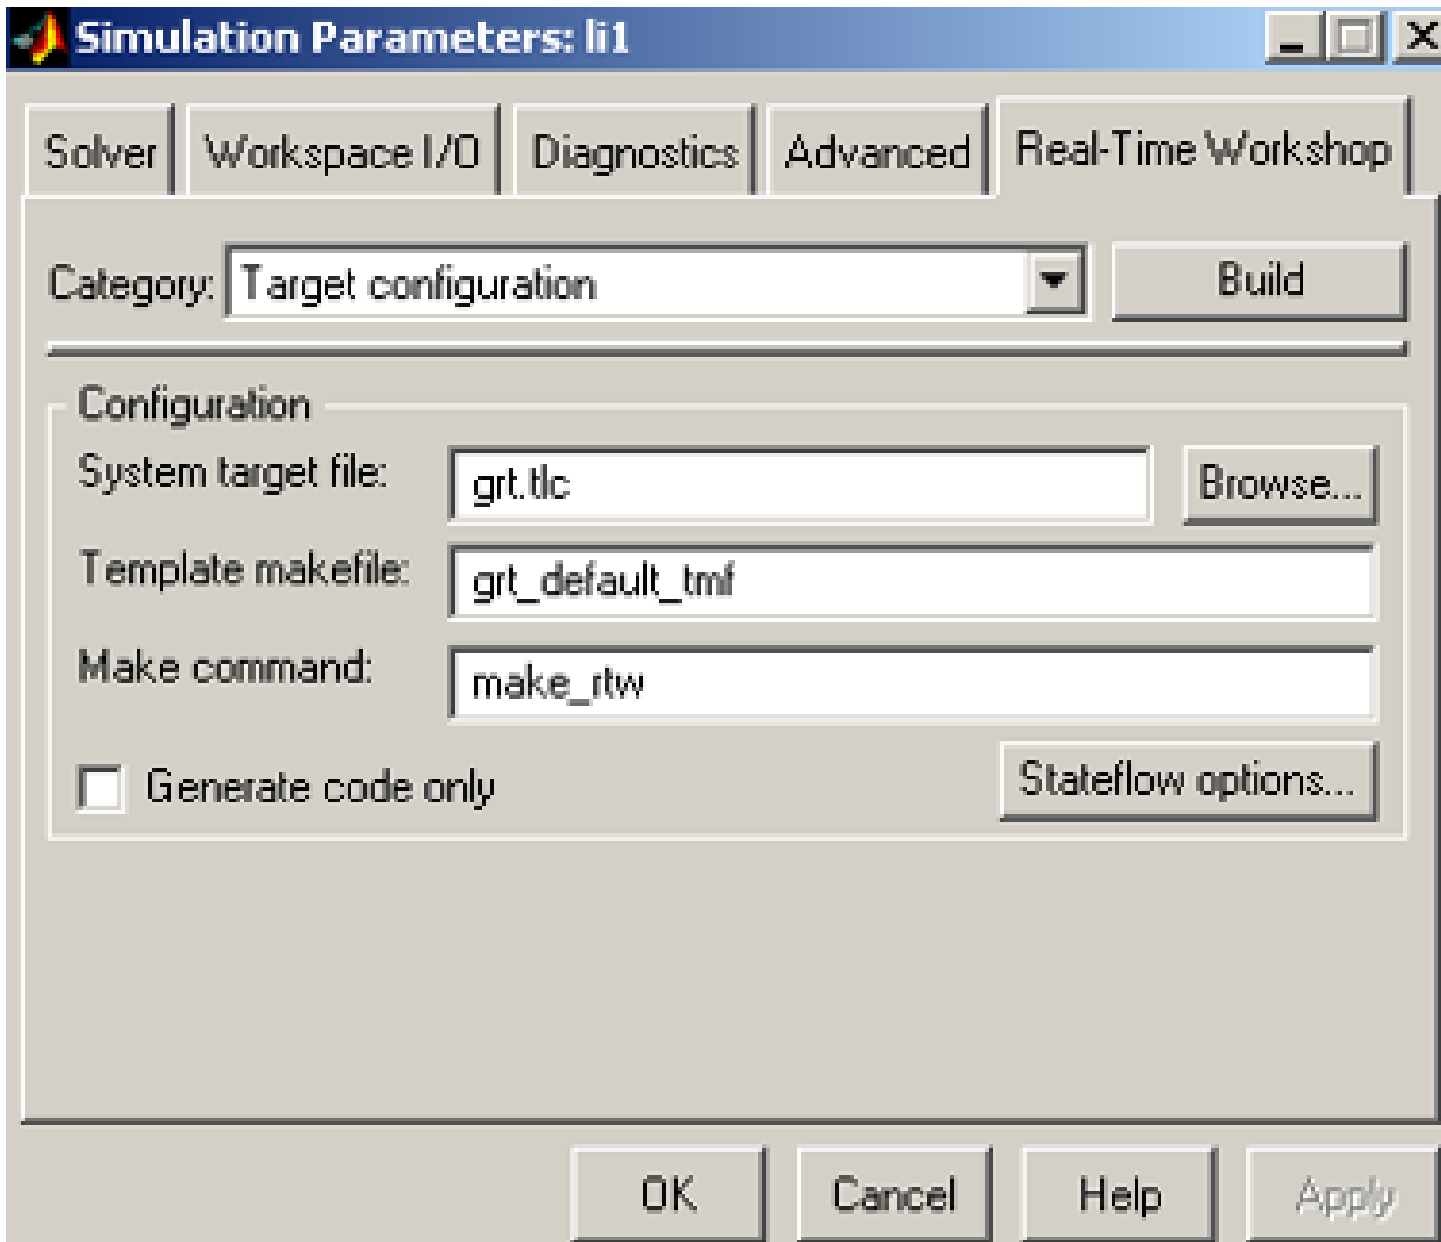 Simulation Parameters: li1
Solver Workspace I/O Diagnostics Advanced Real-Time Workshop
Category: Target configuration Build
Configuration
System target file: grt.tlc Browse...
Template makefile: grt_default_tmf
Make command: make_rtw
Generate code only Stateflow options...
OK Cancel Help Apply